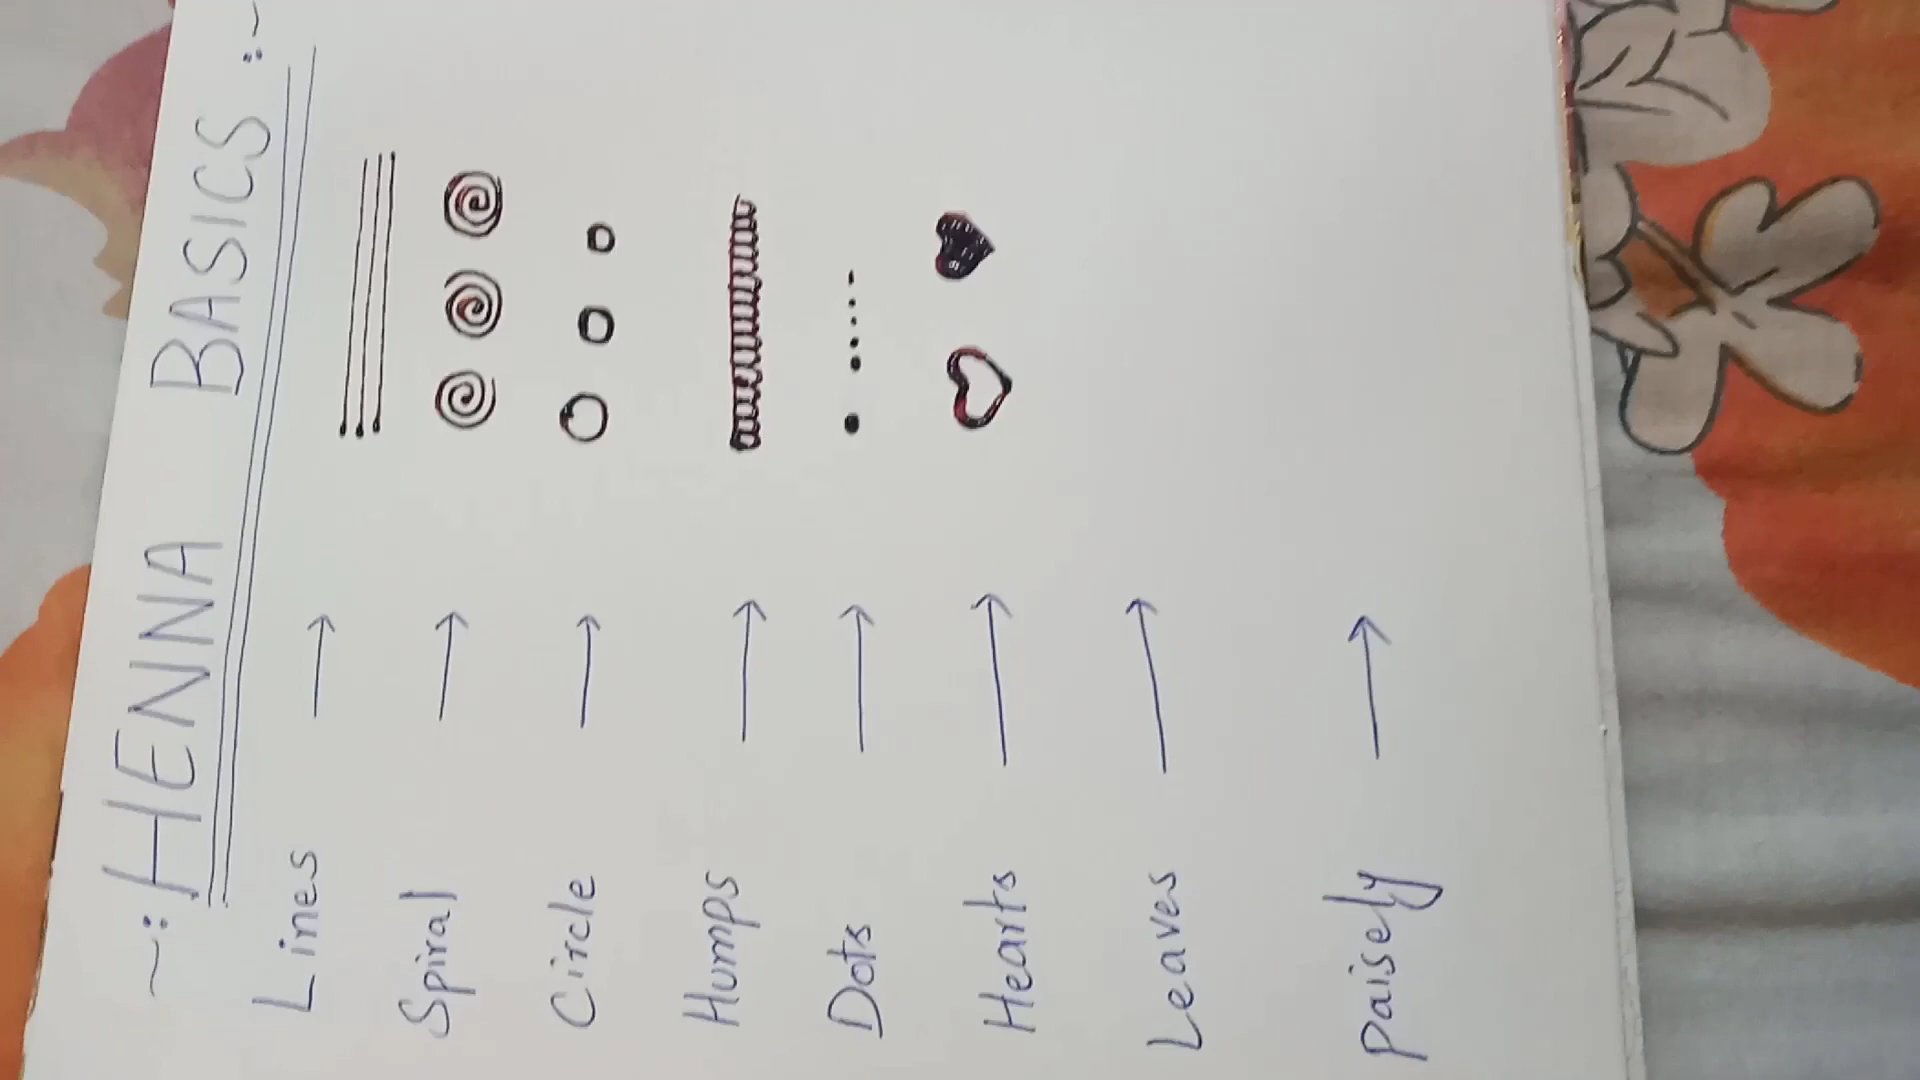 ~: HENNA BASICS :~
Lines →
Spiral →
Circle →
Humps →
Dots →
Hearts →
Leaves →
Paisely →